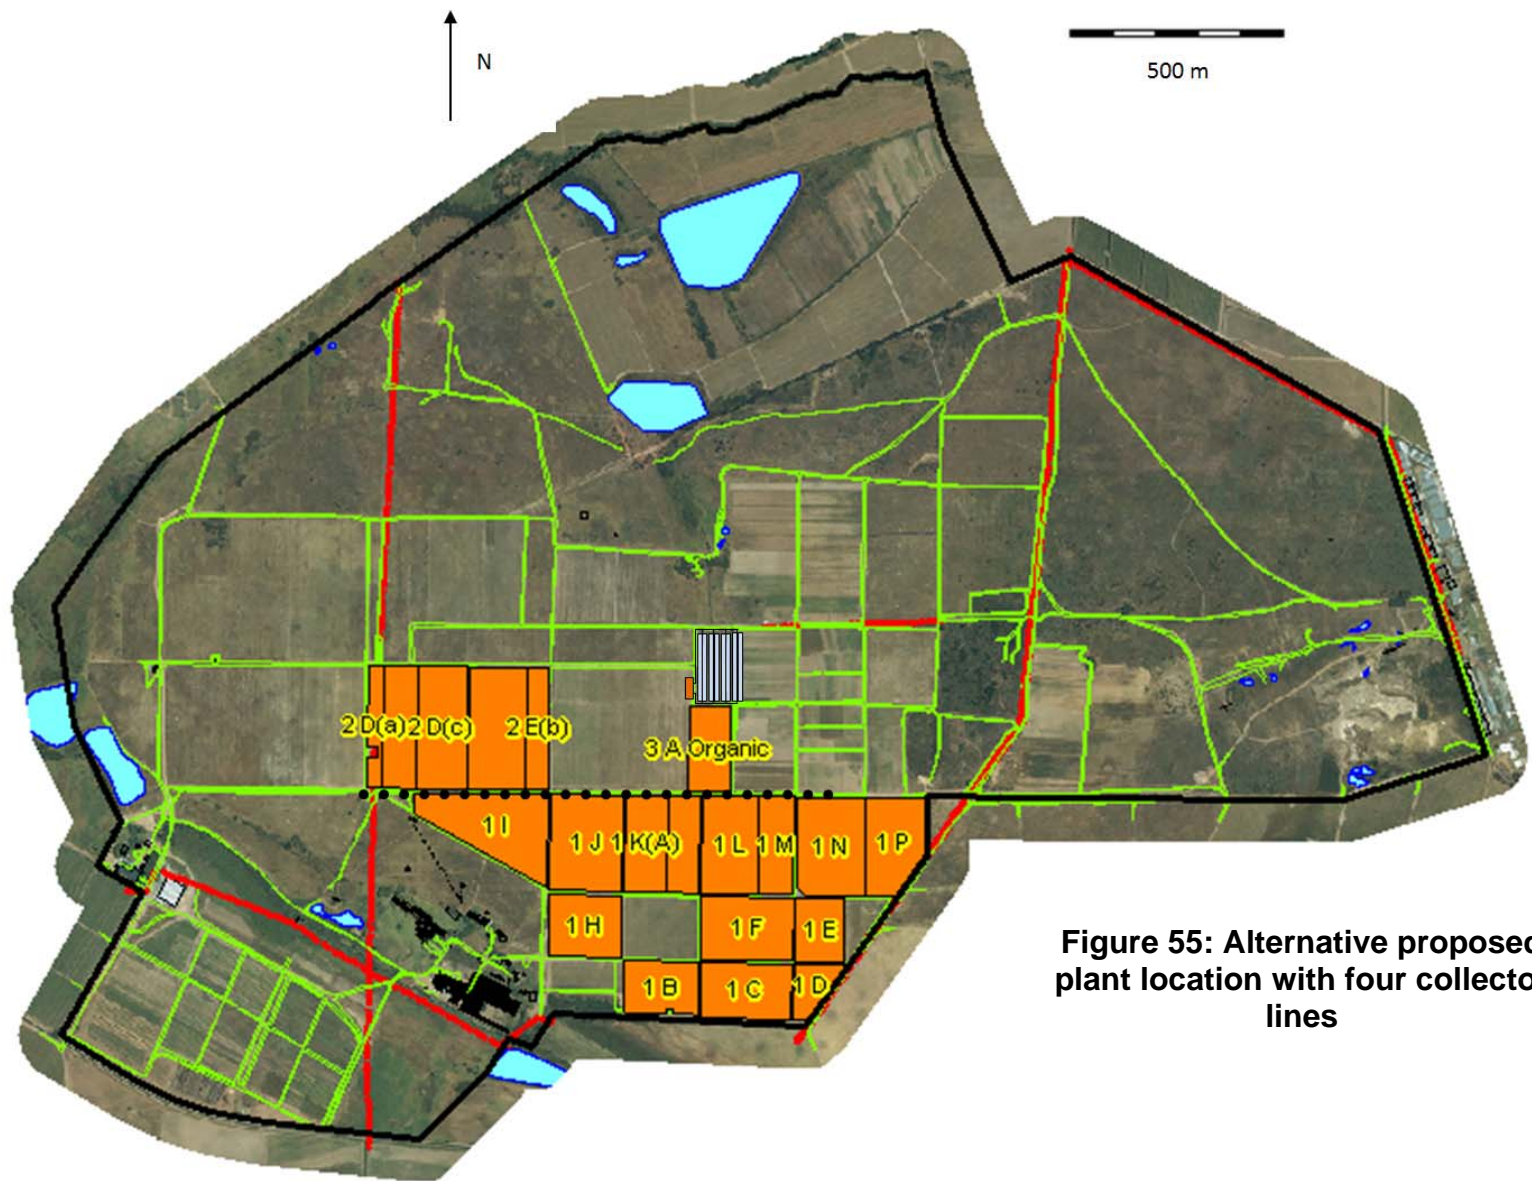 N
500 m
2 D(a) 2 D(c) 2 E(b)
3 A Organic
1 I
1 J 1 K(A) 1 L 1 M 1 N 1 P
1 H 1 F 1 E
1 B 1 C 1 D
Figure 55: Alternative proposed
plant location with four collecto
lines